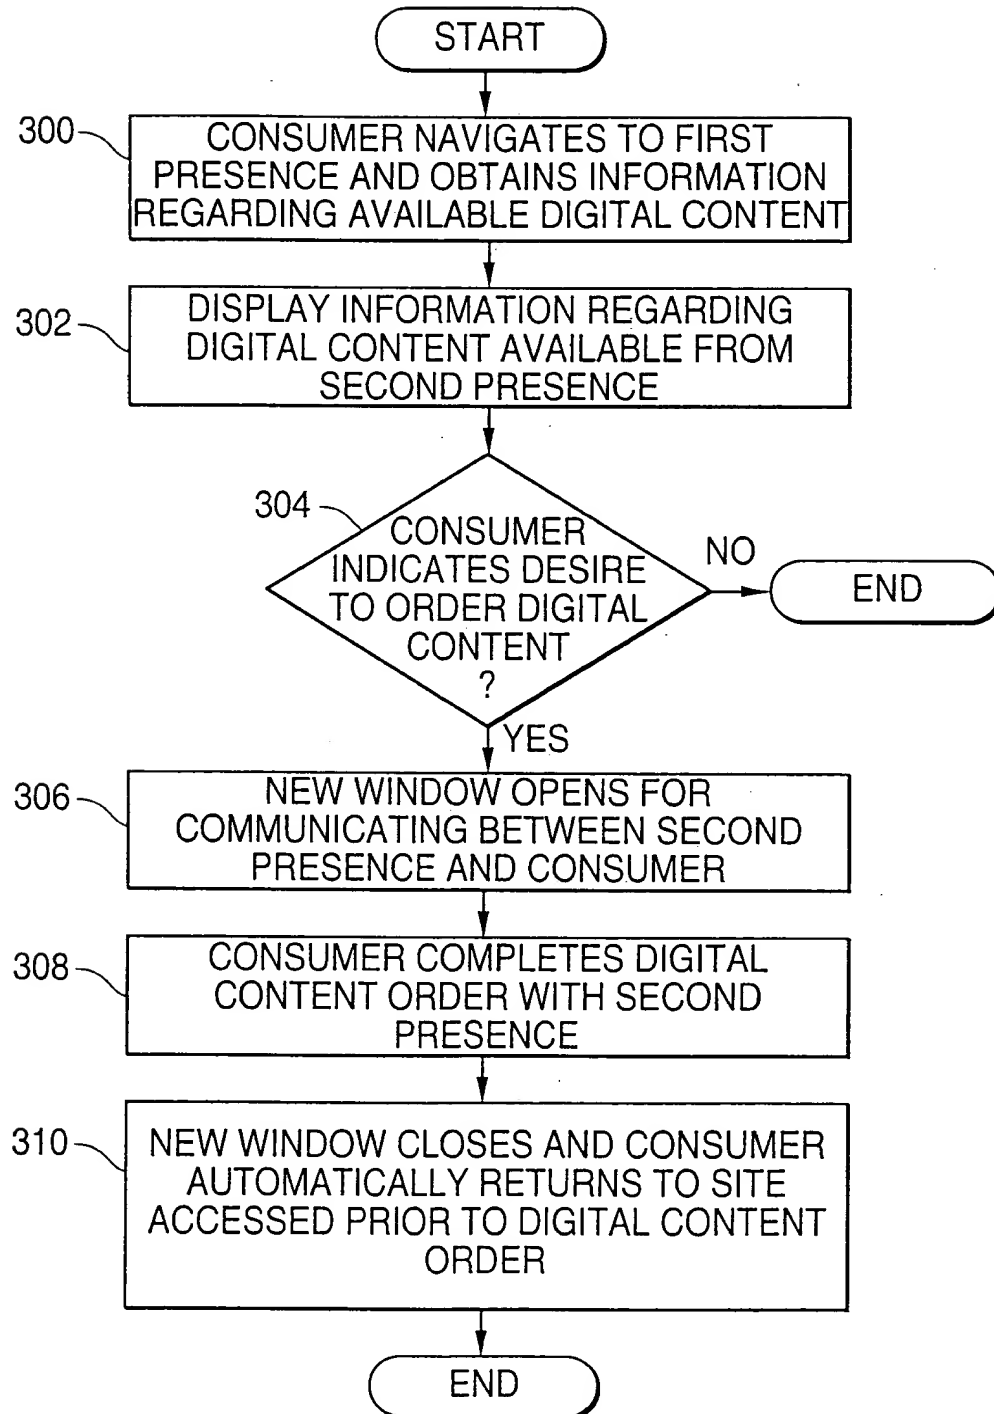 START
300
CONSUMER NAVIGATES TO FIRST
PRESENCE AND OBTAINS INFORMATION
REGARDING AVAILABLE DIGITAL CONTENT
302
DISPLAY INFORMATION REGARDING
DIGITAL CONTENT AVAILABLE FROM
SECOND PRESENCE
304
CONSUMER
INDICATES DESIRE
TO ORDER DIGITAL
CONTENT
?
NO
END
YES
306
NEW WINDOW OPENS FOR
COMMUNICATING BETWEEN SECOND
PRESENCE AND CONSUMER
308
CONSUMER COMPLETES DIGITAL
CONTENT ORDER WITH SECOND
PRESENCE
310
NEW WINDOW CLOSES AND CONSUMER
AUTOMATICALLY RETURNS TO SITE
ACCESSED PRIOR TO DIGITAL CONTENT
ORDER
END